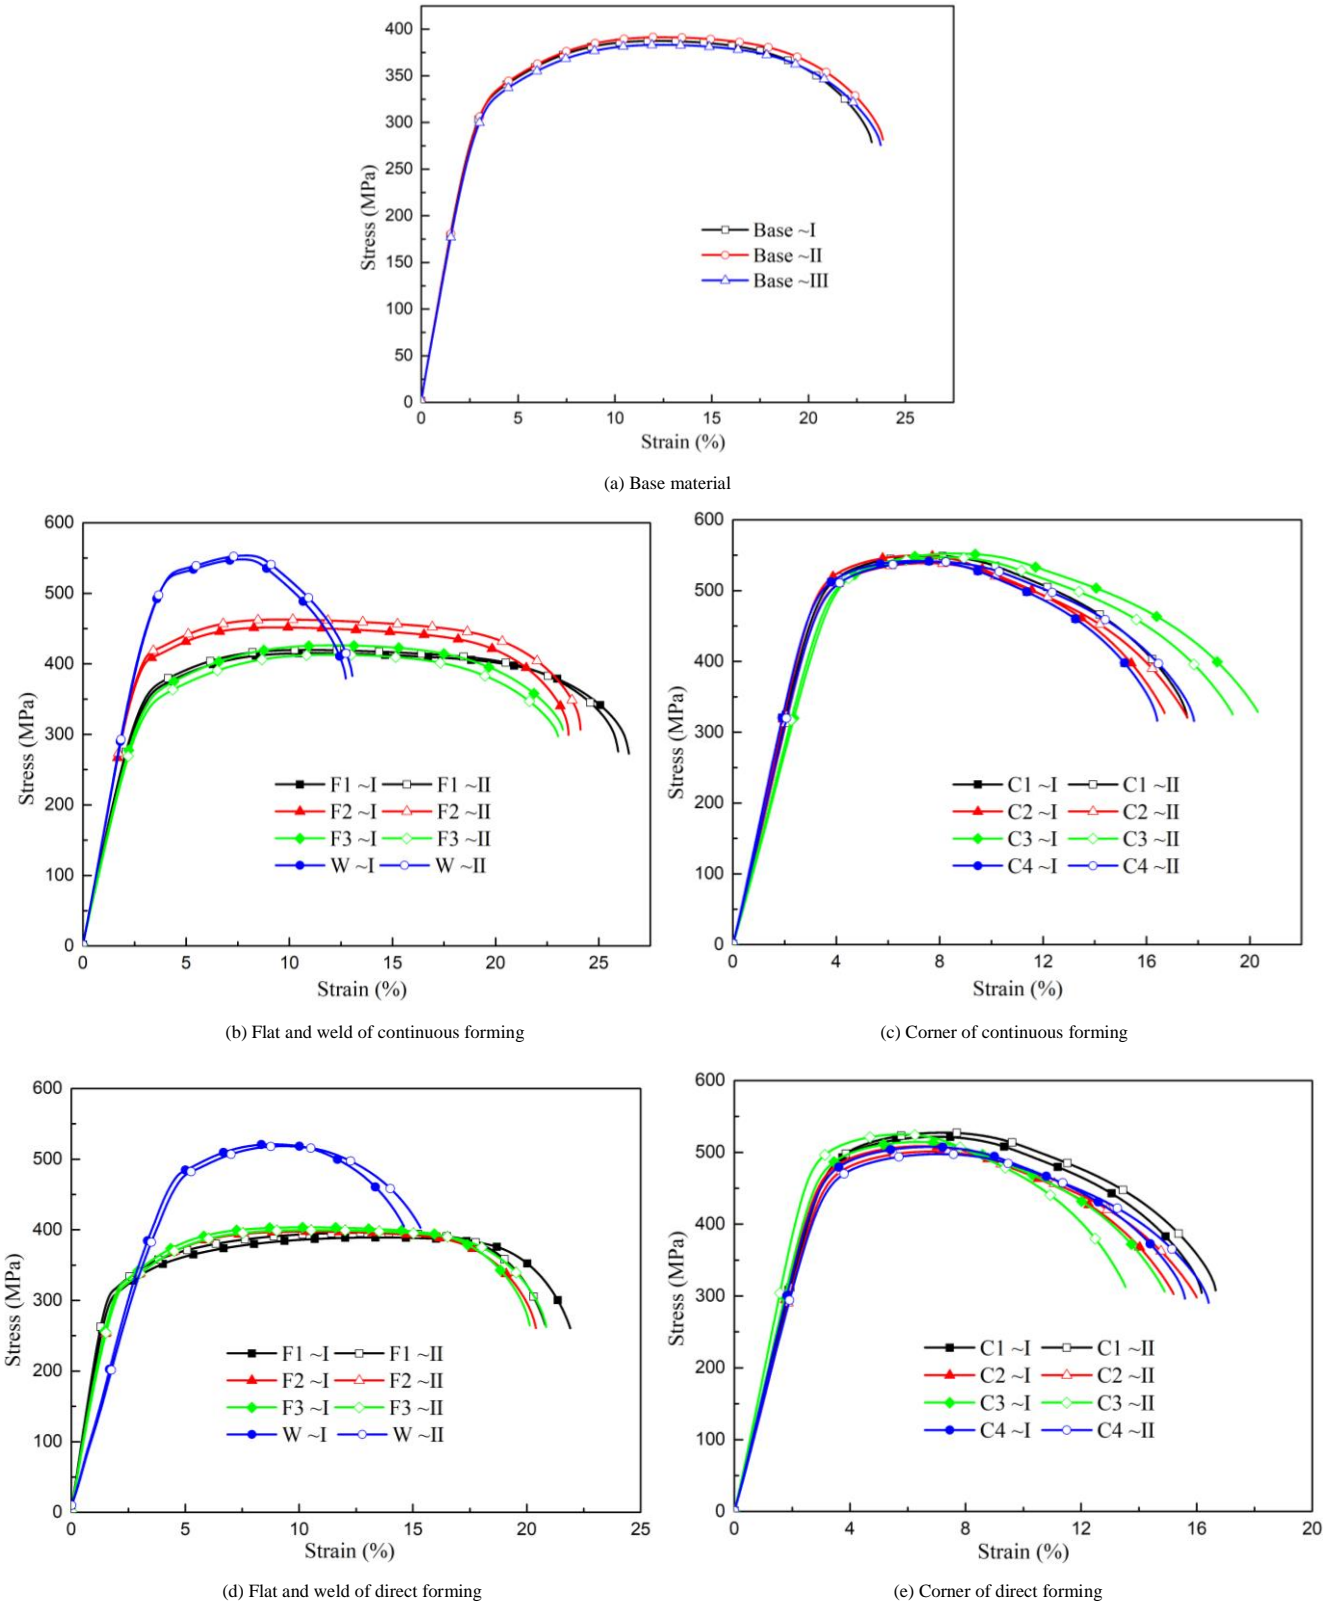 400
350
300
250
200
150
100
50
0
Stress (MPa)
Base ~I
Base ~II
Base ~III
0 5 10 15 20 25
Strain (%)
(a) Base material
600
500
400
300
200
100
0
Stress (MPa)
F1 ~I F1 ~II
F2 ~I F2 ~II
F3 ~I F3 ~II
W ~I W ~II
0 5 10 15 20 25
Strain (%)
(b) Flat and weld of continuous forming
600
500
400
300
200
100
0
Stress (MPa)
C1 ~I C1 ~II
C2 ~I C2 ~II
C3 ~I C3 ~II
C4 ~I C4 ~II
0 4 8 12 16 20
Strain (%)
(c) Corner of continuous forming
600
500
400
300
200
100
0
Stress (MPa)
F1 ~I F1 ~II
F2 ~I F2 ~II
F3 ~I F3 ~II
W ~I W ~II
0 5 10 15 20 25
Strain (%)
(d) Flat and weld of direct forming
600
500
400
300
200
100
0
Stress (MPa)
C1 ~I C1 ~II
C2 ~I C2 ~II
C3 ~I C3 ~II
C4 ~I C4 ~II
0 4 8 12 16 20
Strain (%)
(e) Corner of direct forming